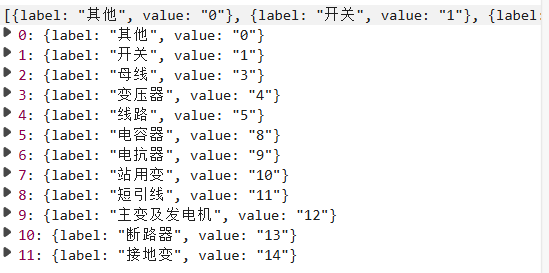 [{label: "其他", value: "0"}, {label: "开关", value: "1"}, {label:
0: {label: "其他", value: "0"}
1: {label: "开关", value: "1"}
2: {label: "母线", value: "3"}
3: {label: "变压器", value: "4"}
4: {label: "线路", value: "5"}
5: {label: "电容器", value: "8"}
6: {label: "电抗器", value: "9"}
7: {label: "站用变", value: "10"}
8: {label: "短引线", value: "11"}
9: {label: "主变及发电机", value: "12"}
10: {label: "断路器", value: "13"}
11: {label: "接地变", value: "14"}